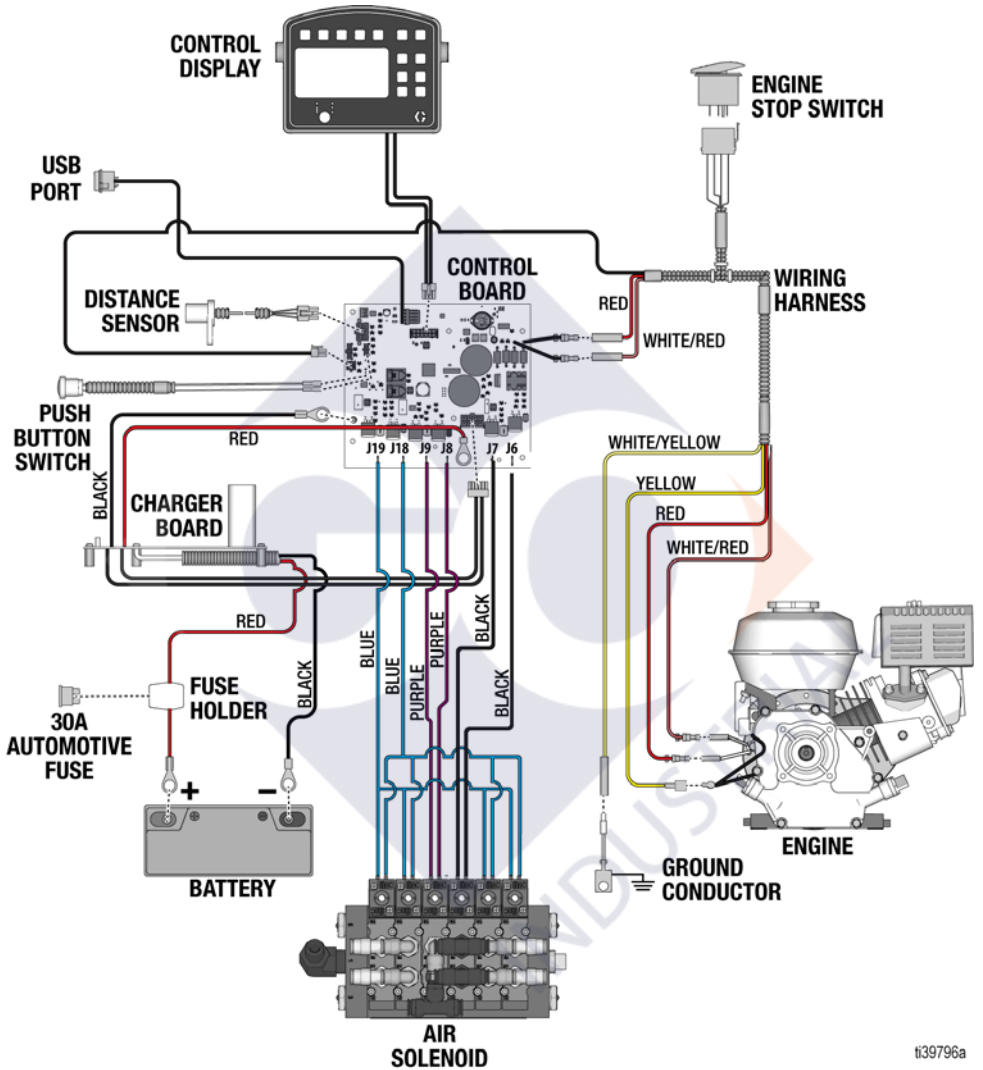 CONTROL
DISPLAY
ENGINE
STOP SWITCH
USB
PORT
CONTROL
BOARD
WIRING
HARNESS
DISTANCE
SENSOR
RED
WHITE/RED
PUSH
BUTTON
SWITCH
RED
J19 J18 J9 J8 J7 J6
BLACK
WHITE/YELLOW
YELLOW
RED
WHITE/RED
CHARGER
BOARD
RED
BLACK
BLUE
BLUE
PURPLE
PURPLE
BLACK
BLACK
FUSE
HOLDER
30A
AUTOMOTIVE
FUSE
+ −
BATTERY
ENGINE
GROUND
CONDUCTOR
INDUSTRIAL
AIR
SOLENOID
ti39796a